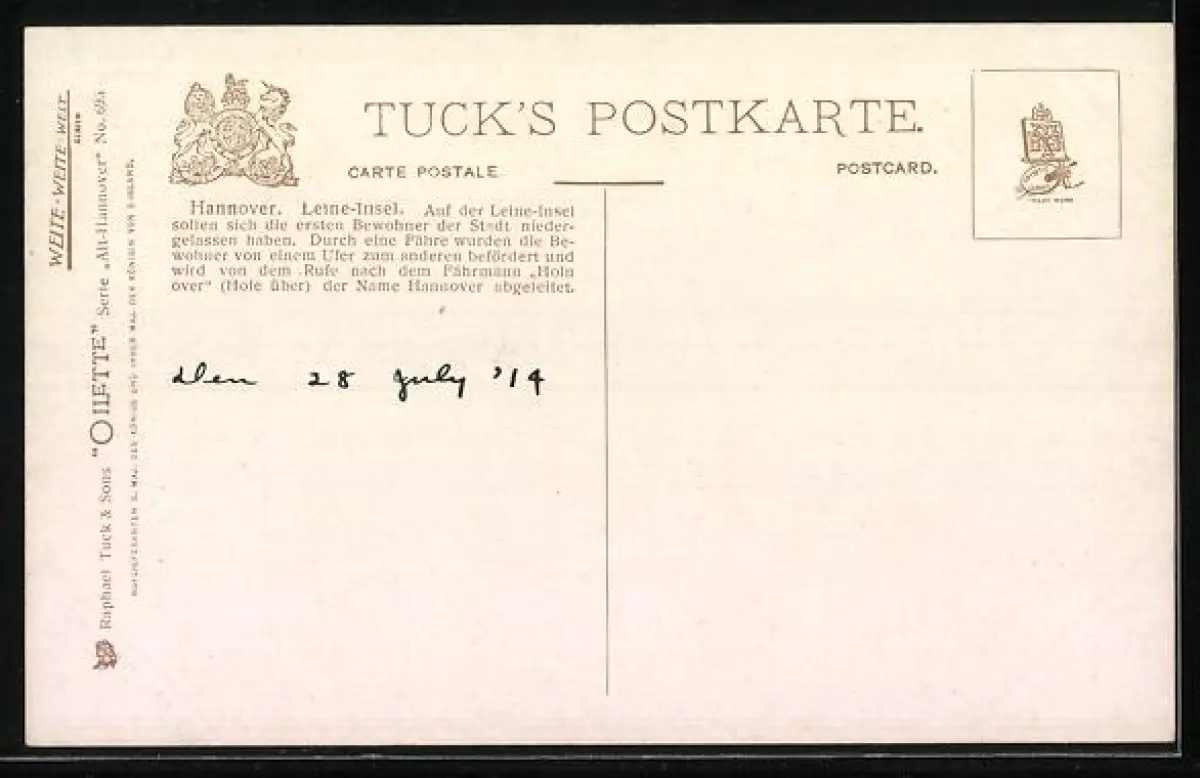 TUCK'S POSTKARTE.
CARTE POSTALE
POSTCARD.
Hannover. Leine-Insel. Auf der Leine-Insel
sollen sich die ersten Bewohner der Stadt nieder-
gelassen haben. Durch eine Fähre wurden die Be-
wohner von einem Ufer zum anderen befördert und
wird von dem Rufe nach dem Fährmann „Holn
over" (Hole über) der Name Hannover abgeleitet.
den 28 July '14
WELTE-WEITE WELT
Raphael Tuck & Sons "OILETTE" Serie „Alt-Hannover" No.